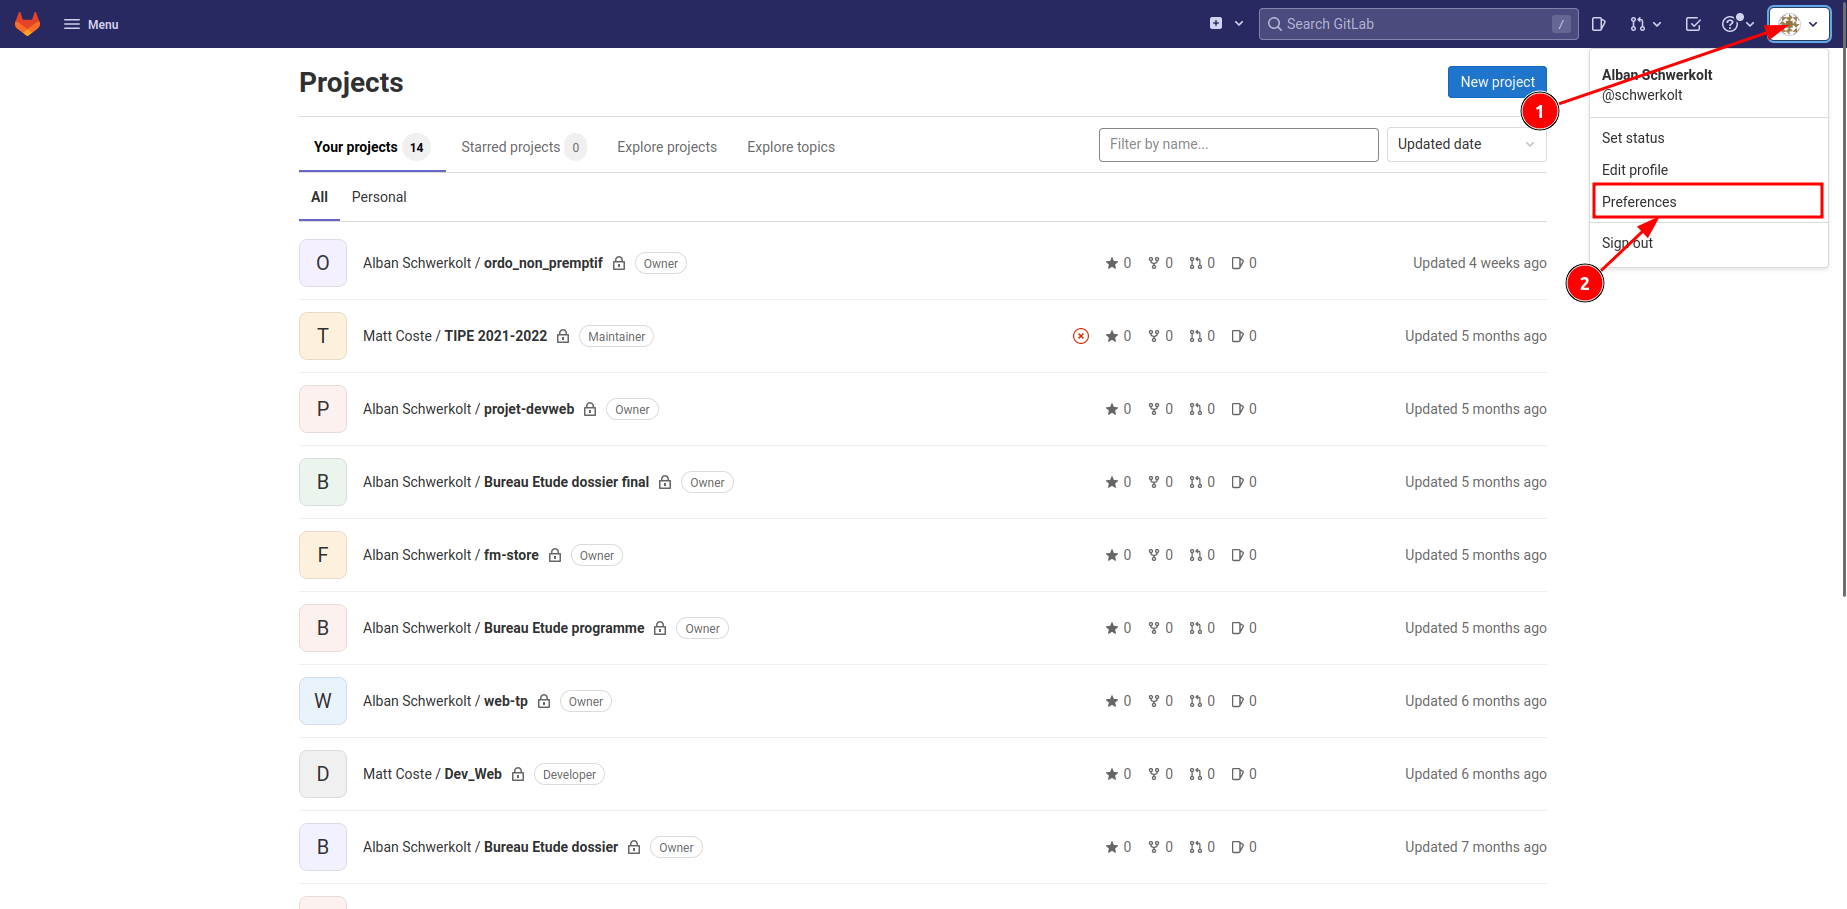 Menu
Search GitLab /
Projects
New project
1
Alban Schwerkolt
@schwerkolt
Set status
Edit profile
Preferences
Sign out
2
Your projects 14 Starred projects 0 Explore projects Explore topics
Filter by name... Updated date
All Personal
O Alban Schwerkolt / ordo_non_premptif Owner 0 0 0 0 Updated 4 weeks ago
T Matt Coste / TIPE 2021-2022 Maintainer 0 0 0 0 Updated 5 months ago
P Alban Schwerkolt / projet-devweb Owner 0 0 0 0 Updated 5 months ago
B Alban Schwerkolt / Bureau Etude dossier final Owner 0 0 0 0 Updated 5 months ago
F Alban Schwerkolt / fm-store Owner 0 0 0 0 Updated 5 months ago
B Alban Schwerkolt / Bureau Etude programme Owner 0 0 0 0 Updated 5 months ago
W Alban Schwerkolt / web-tp Owner 0 0 0 0 Updated 6 months ago
D Matt Coste / Dev_Web Developer 0 0 0 0 Updated 6 months ago
B Alban Schwerkolt / Bureau Etude dossier Owner 0 0 0 0 Updated 7 months ago